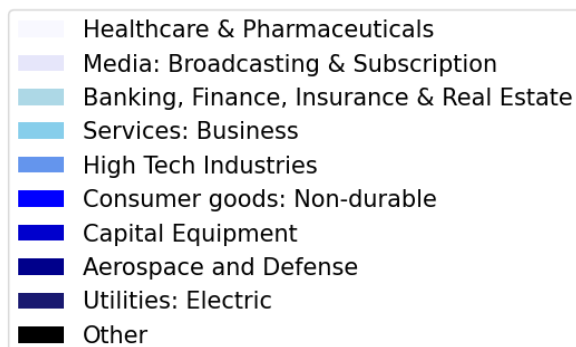 Healthcare & Pharmaceuticals
Media: Broadcasting & Subscription
Banking, Finance, Insurance & Real Estate
Services: Business
High Tech Industries
Consumer goods: Non-durable
Capital Equipment
Aerospace and Defense
Utilities: Electric
Other